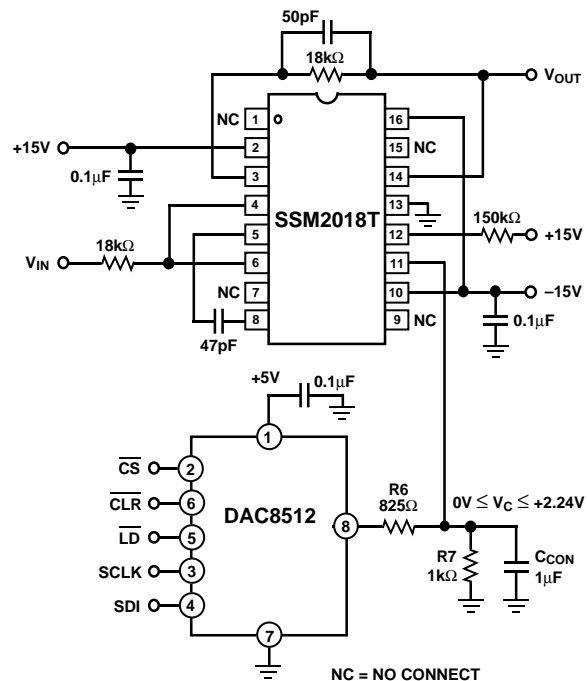 50pF
18kΩ
VOUT
NC 1 16
+15V 2 15 NC
0.1µF 3 14
SSM2018T
4 13
150kΩ
5 12 +15V
18kΩ
VIN 6 11
NC 7 10 –15V
8 9 NC
47pF 0.1µF
+5V 0.1µF
1
CS 2
CLR 6
DAC8512
LD 5
8
SCLK 3
SDI 4
7
R6
825Ω
0V ≤ VC ≤ +2.24V
R7
1kΩ
CCON
1µF
NC = NO CONNECT